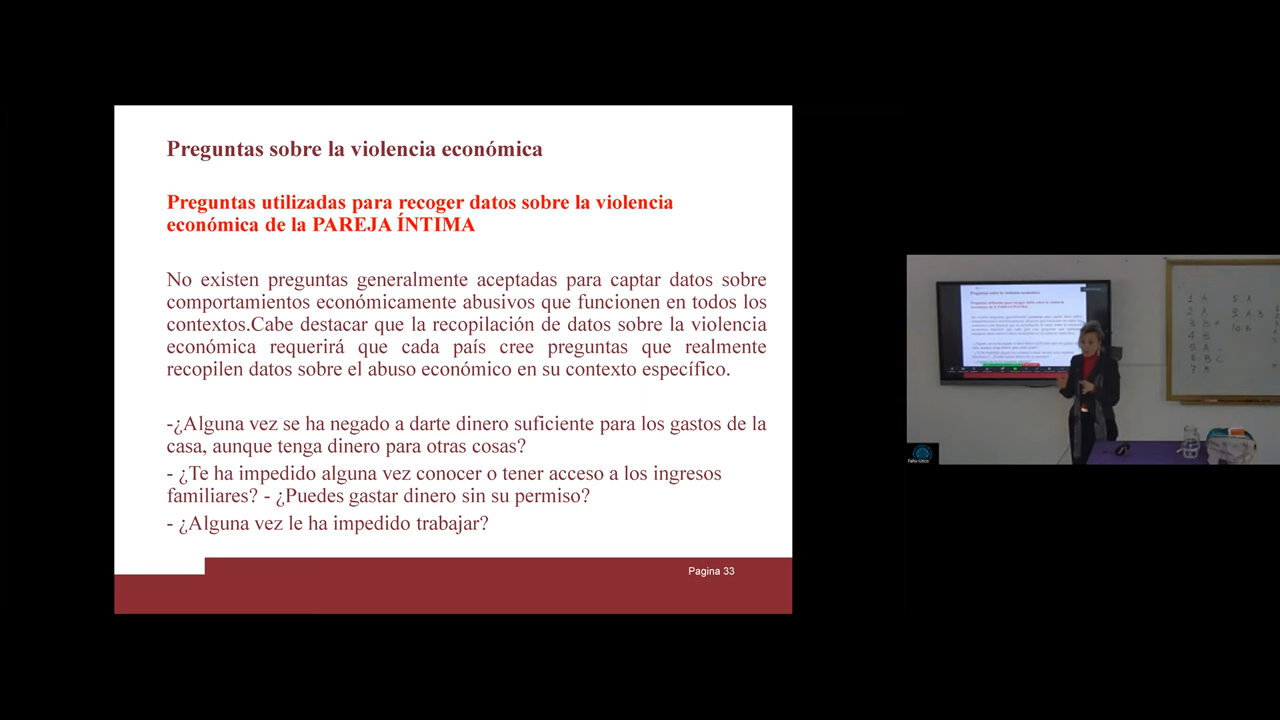 Preguntas sobre la violencia económica
Preguntas utilizadas para recoger datos sobre la violencia
económica de la PAREJA ÍNTIMA
No existen preguntas generalmente aceptadas para captar datos sobre
comportamientos económicamente abusivos que funcionen en todos los
contextos.Cabe destacar que la recopilación de datos sobre la violencia
económica requiere que cada país cree preguntas que realmente
recopilen datos sobre el abuso económico en su contexto específico.
-¿Alguna vez se ha negado a darte dinero suficiente para los gastos de la
casa, aunque tenga dinero para otras cosas?
- ¿Te ha impedido alguna vez conocer o tener acceso a los ingresos
familiares? - ¿Puedes gastar dinero sin su permiso?
- ¿Alguna vez le ha impedido trabajar?
Pagina 33